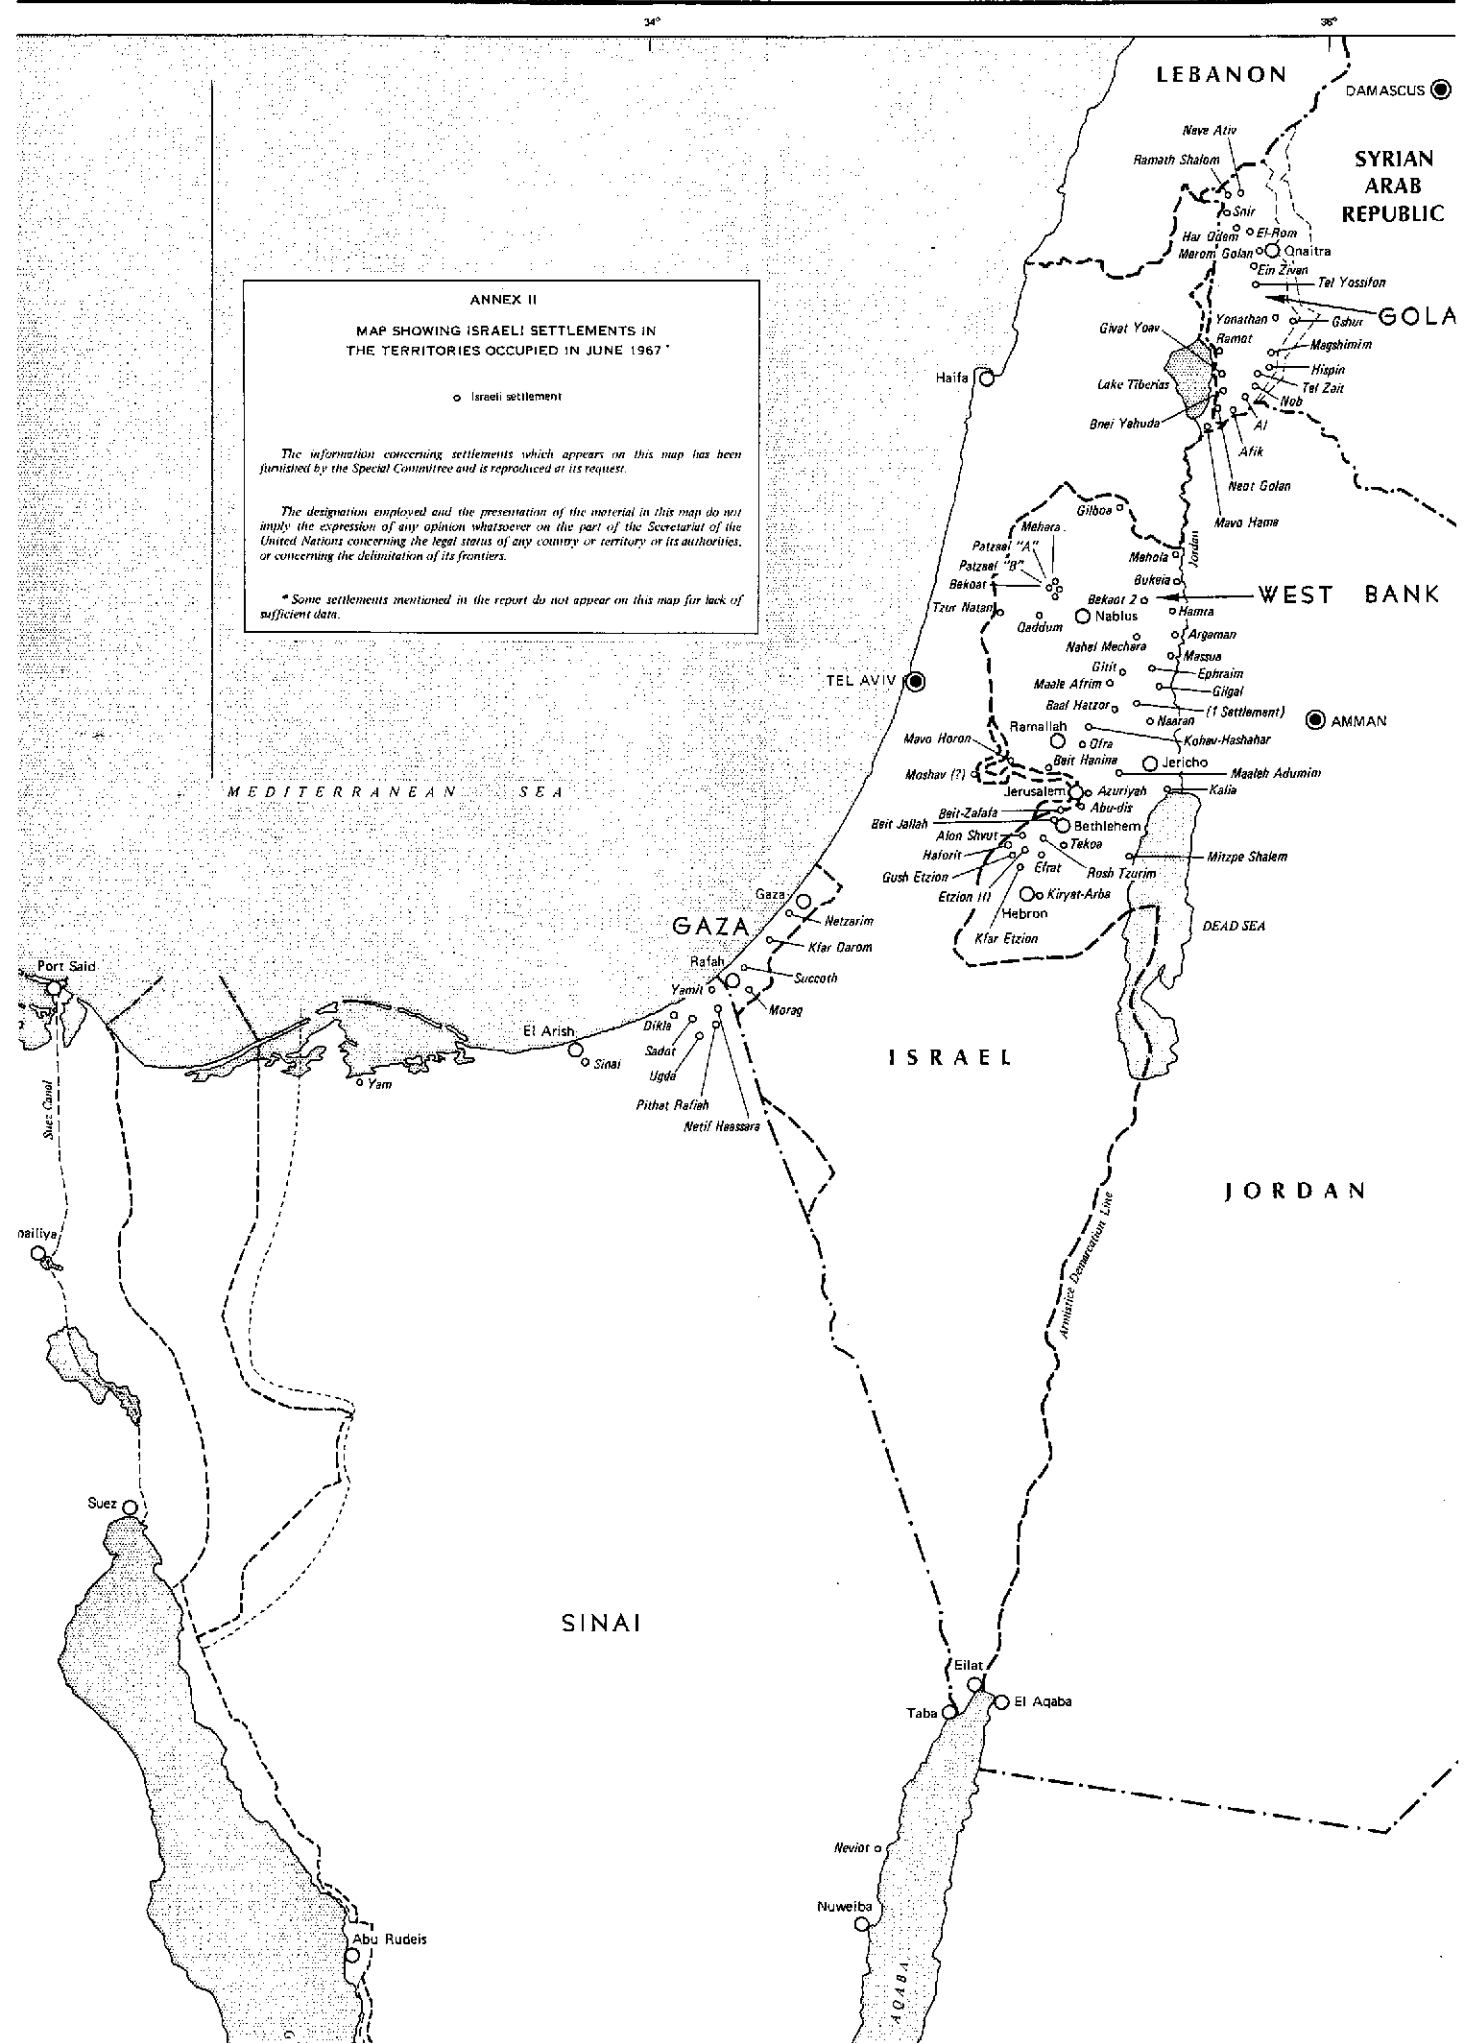 34°
36°
LEBANON
DAMASCUS
Neve Ativ
Ramath Shalom
SYRIAN
ARAB
REPUBLIC
Snir
Har Odem
El-Rom
Merom Golan
Qnaitra
Ein Zivan
Tel Yossifon
GOLA
Yonathan
Gshur
Givat Yoav
Ramot
Magshimim
Hispin
Haifa
Lake Tiberias
Tel Zait
Nob
Bnei Yehuda
Al
Afik
Neot Golan
Mavo Hama
ANNEX II
MAP SHOWING ISRAELI SETTLEMENTS IN
THE TERRITORIES OCCUPIED IN JUNE 1967 *
Israeli settlement
The information concerning settlements which appears on this map has been
furnished by the Special Committee and is reproduced at its request.
The designation employed and the presentation of the material in this map do not
imply the expression of any opinion whatsoever on the part of the Secretariat of the
United Nations concerning the legal status of any country or territory or its authorities,
or concerning the delimitation of its frontiers.
* Some settlements mentioned in the report do not appear on this map for lack of
sufficient data.
Gilboa
Mehara
Patzael "A"
Patzael "B"
Bekoat
Mehola
Jordan
Bukeia
Bekaot 2
WEST BANK
Tzur Natan
Qaddum
Nablus
Hamra
Nahel Mechara
Argaman
Massua
Gitit
Ephraim
Maale Afrim
Gilgal
Baal Hatzor
(1 Settlement)
TEL AVIV
Naaran
AMMAN
Ramallah
Kohav-Hashahar
Mavo Horon
Ofra
Beit Hanina
Jericho
Moshav (?)
Maaleh Adumim
Jerusalem
Azuriyah
Kalia
MEDITERRANEAN SEA
Beit-Zafafa
Abu-dis
Beit Jallah
Bethlehem
Alon Shvut
Tekoa
Haforit
Mitzpe Shalem
Gush Etzion
Efrat
Rosh Tzurim
Etzion (I)
Kiryat-Arba
Hebron
Kfar Etzion
DEAD SEA
Gaza
Netzarim
GAZA
Kfar Darom
Rafah
Succoth
Yamit
Morag
Port Said
Dikla
Sadot
Ugda
El Arish
Sinai
Yam
Pithat Rafiah
Netif Haassara
ISRAEL
Suez Canal
JORDAN
Armistice Demarcation Line
nailiya
Suez
SINAI
Eilat
Taba
El Aqaba
Neviot
Nuweiba
Abu Rudeis
AQABA
G